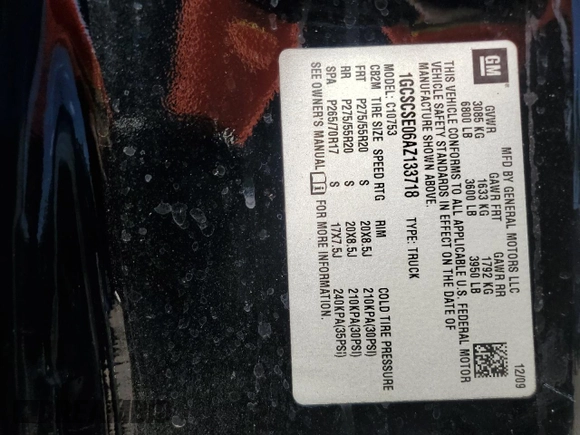 GM
MFD BY GENERAL MOTORS LLC 12/09
GVWR GAWR FRT GAWR RR
3085 KG 1633 KG 1792 KG
6800 LB 3600 LB 3950 LB
THIS VEHICLE CONFORMS TO ALL APPLICABLE U.S. FEDERAL MOTOR
VEHICLE SAFETY STANDARDS IN EFFECT ON THE DATE OF
MANUFACTURE SHOWN ABOVE.
1GCSCSE06AZ133718 TYPE: TRUCK
MODEL: C10753
C82M TIRE SIZE SPEED RTG RIM COLD TIRE PRESSURE
FRT P275/55R20 S 20X8.5J 210KPA(30PSI)
RR P275/55R20 S 20X8.5J 210KPA(30PSI)
SPA P265/70R17 S 17X7.5J 240KPA(35PSI)
SEE OWNER'S MANUAL FOR MORE INFORMATION.